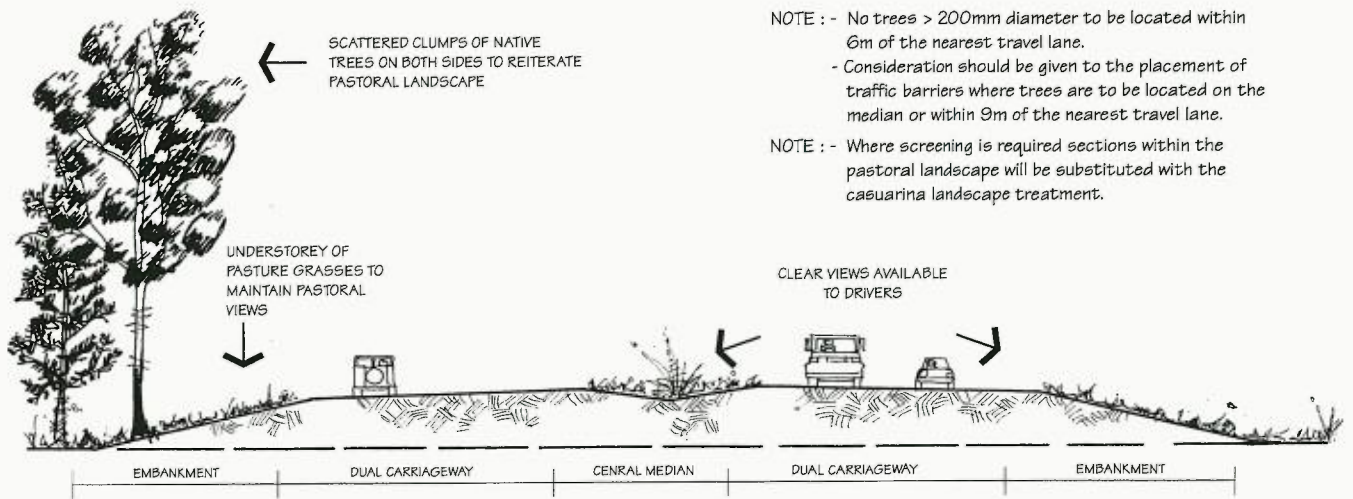 SCATTERED CLUMPS OF NATIVE
TREES ON BOTH SIDES TO REITERATE
PASTORAL LANDSCAPE
NOTE : - No trees > 200mm diameter to be located within
6m of the nearest travel lane.
- Consideration should be given to the placement of
traffic barriers where trees are to be located on the
median or within 9m of the nearest travel lane.
NOTE : - Where screening is required sections within the
pastoral landscape will be substituted with the
casuarina landscape treatment.
UNDERSTOREY OF
PASTURE GRASSES TO
MAINTAIN PASTORAL
VIEWS
CLEAR VIEWS AVAILABLE
TO DRIVERS
EMBANKMENT
DUAL CARRIAGEWAY
CENRAL MEDIAN
DUAL CARRIAGEWAY
EMBANKMENT